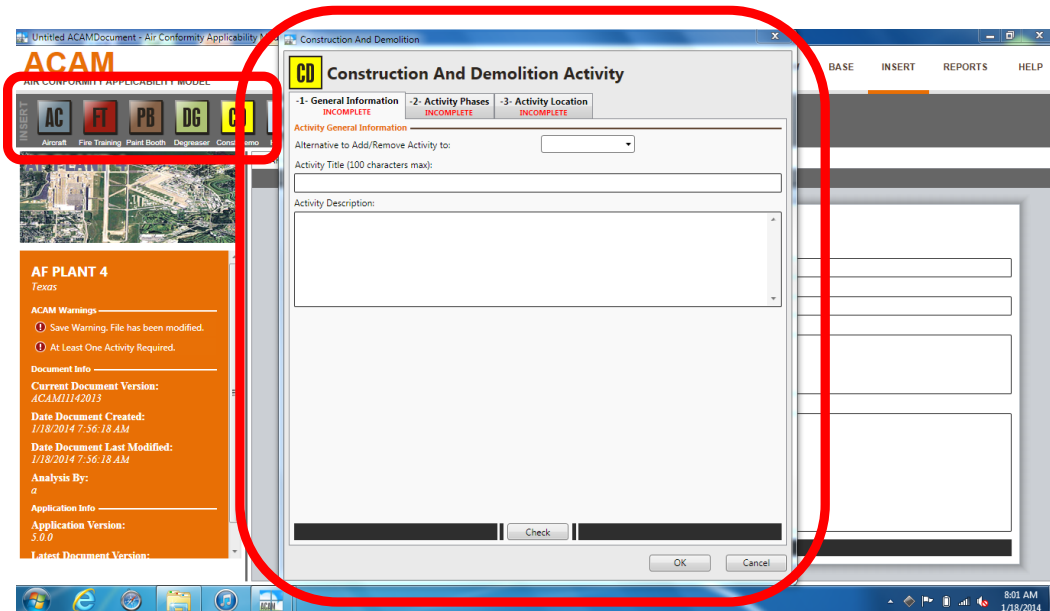 Untitled ACAMDocument - Air Conformity Applicability
Construction And Demolition
ACAM
AIR CONFORMITY APPLICABILITY MODEL
BASE
INSERT
REPORTS
HELP
INSERT
AC
FT
PB
DG
Aircraft
Fire Training
Paint Booth
Degreaser
CD Construction And Demolition Activity
-1- General Information
INCOMPLETE
-2- Activity Phases
INCOMPLETE
-3- Activity Location
INCOMPLETE
Activity General Information
Alternative to Add/Remove Activity to:
Activity Title (100 characters max):
Activity Description:
AF PLANT 4
Texas
ACAM Warnings
Save Warning. File has been modified.
At Least One Activity Required.
Document Info
Current Document Version:
ACAM11142013
Date Document Created:
1/18/2014 7:56:18 AM
Date Document Last Modified:
1/18/2014 7:56:18 AM
Analysis By:
a
Application Info
Application Version:
5.0.0
Latest Document Version:
Check
OK
Cancel
ACAM
8:01 AM
1/18/2014